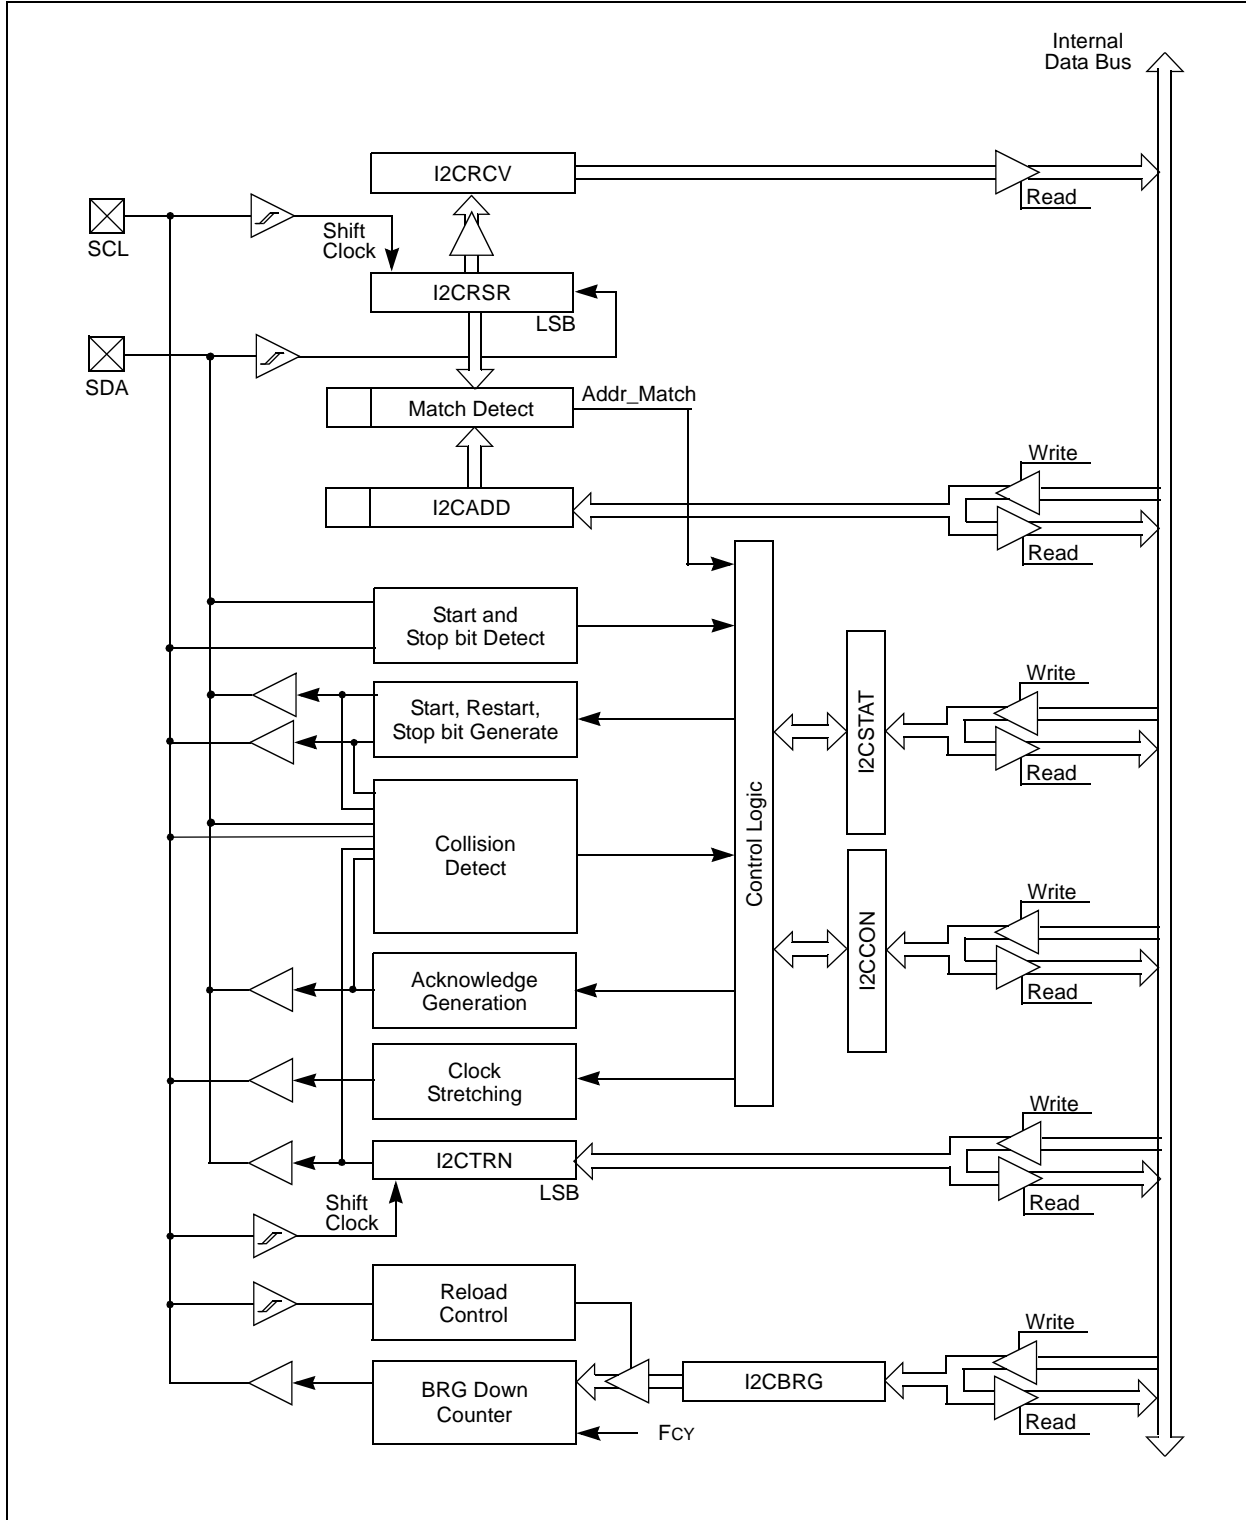 Internal
Data Bus
I2CRCV
Read
SCL
Shift
Clock
I2CRSR
LSB
SDA
Match Detect
Addr_Match
Write
I2CADD
Read
Start and
Stop bit Detect
Write
Start, Restart,
Stop bit Generate
I2CSTAT
Read
Control Logic
Collision
Detect
Write
I2CCON
Acknowledge
Generation
Read
Clock
Stretching
Write
I2CTRN
LSB
Read
Shift
Clock
Reload
Control
Write
BRG Down
Counter
I2CBRG
Read
FCY